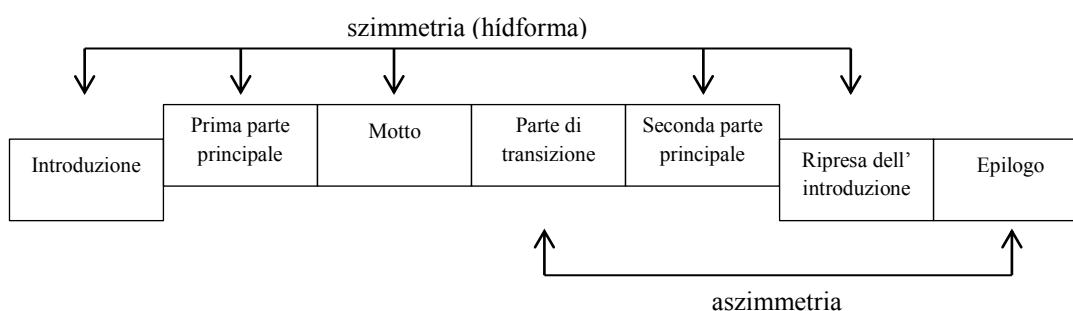 szimmetria (hídforma)
Introduzione
Prima parte
principale
Motto
Parte di
transizione
Seconda parte
principale
Ripresa dell’
introduzione
Epilogo
aszimmetria